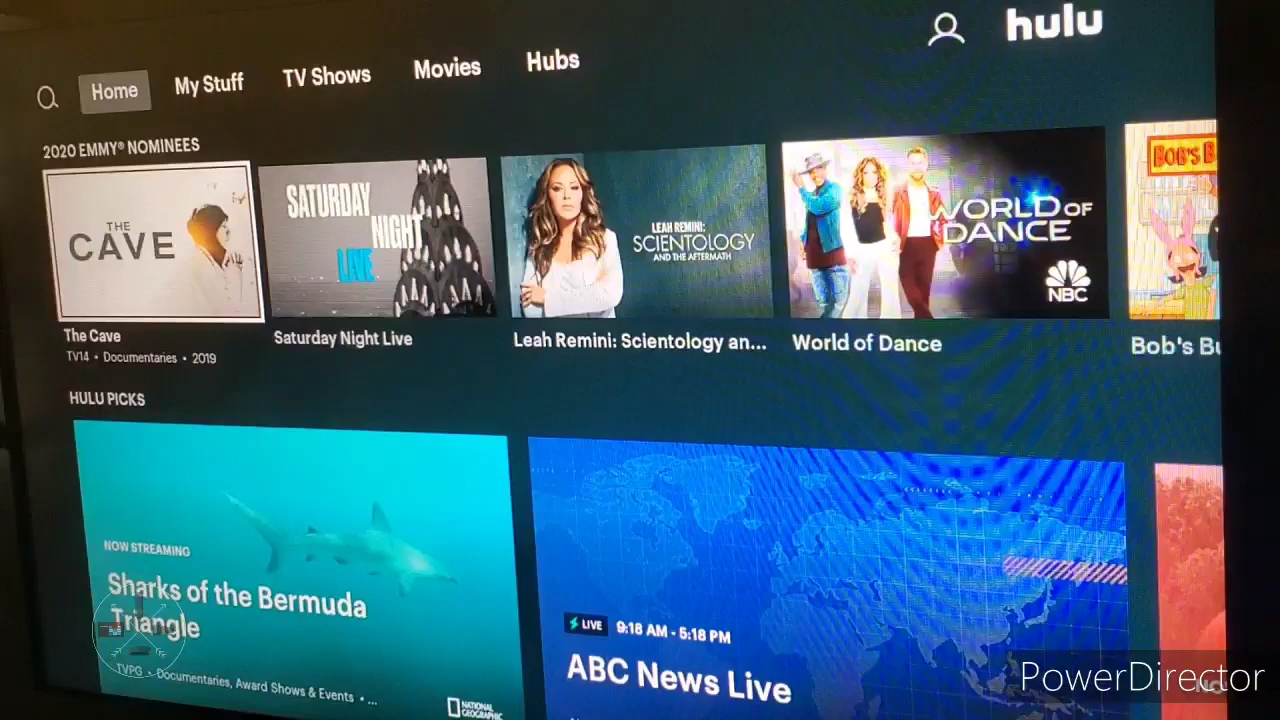 hulu
Home My Stuff TV Shows Movies Hubs
2020 EMMY® NOMINEES
THE
CAVE
SATURDAY
NIGHT
LIVE
LEAH REMINI:
SCIENTOLOGY
AND THE AFTERMATH
WORLD OF
DANCE
NBC
BOB'S B
The Cave
TV14 • Documentaries • 2019
Saturday Night Live
Leah Remini: Scientology an...
World of Dance
Bob's Bu
HULU PICKS
NOW STREAMING
Sharks of the Bermuda
Triangle
TVPG • Documentaries, Award Shows & Events • ...
NATIONAL
GEOGRAPHIC
LIVE 9:18 AM - 5:18 PM
ABC News Live
PowerDirector